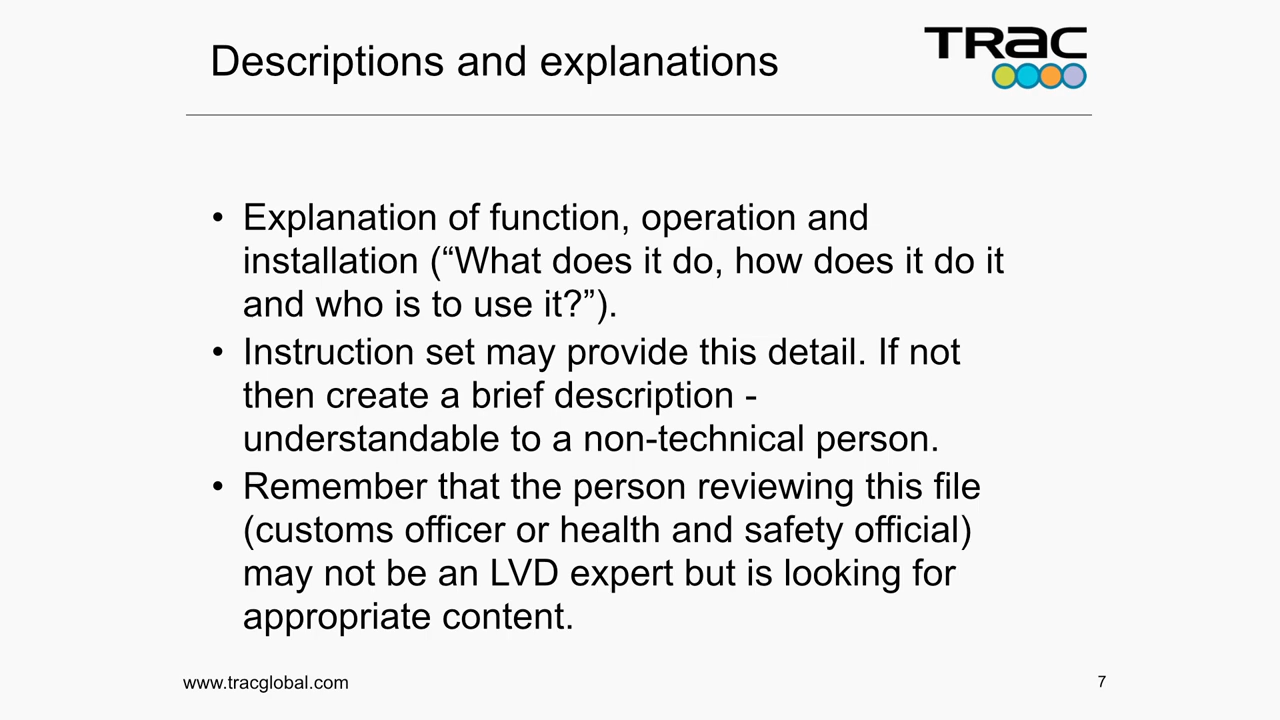 Descriptions and explanations
TRAC
• Explanation of function, operation and
installation (“What does it do, how does it do it
and who is to use it?”).
• Instruction set may provide this detail. If not
then create a brief description -
understandable to a non-technical person.
• Remember that the person reviewing this file
(customs officer or health and safety official)
may not be an LVD expert but is looking for
appropriate content.
www.tracglobal.com
7